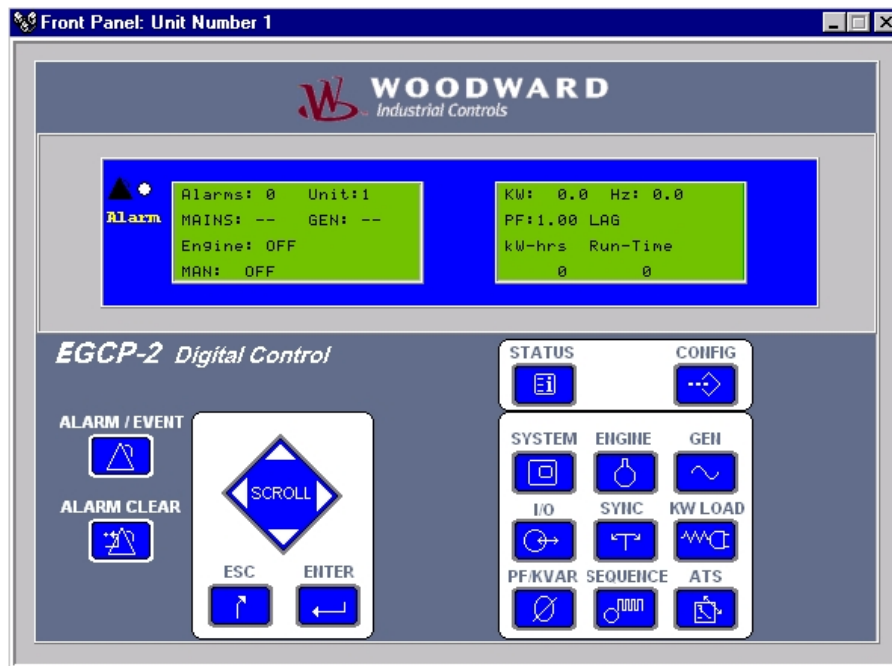 Front Panel: Unit Number 1
WOODWARD
Industrial Controls
Alarm
Alarms: 0 Unit:1
MAINS: -- GEN: --
Engine: OFF
MAN: OFF
KW: 0.0 Hz: 0.0
PF:1.00 LAG
kW-hrs Run-Time
0 0
EGCP-2 Digital Control
STATUS CONFIG
ALARM / EVENT
ALARM CLEAR
SCROLL
ESC ENTER
SYSTEM ENGINE GEN
I/O SYNC KW LOAD
PF/KVAR SEQUENCE ATS